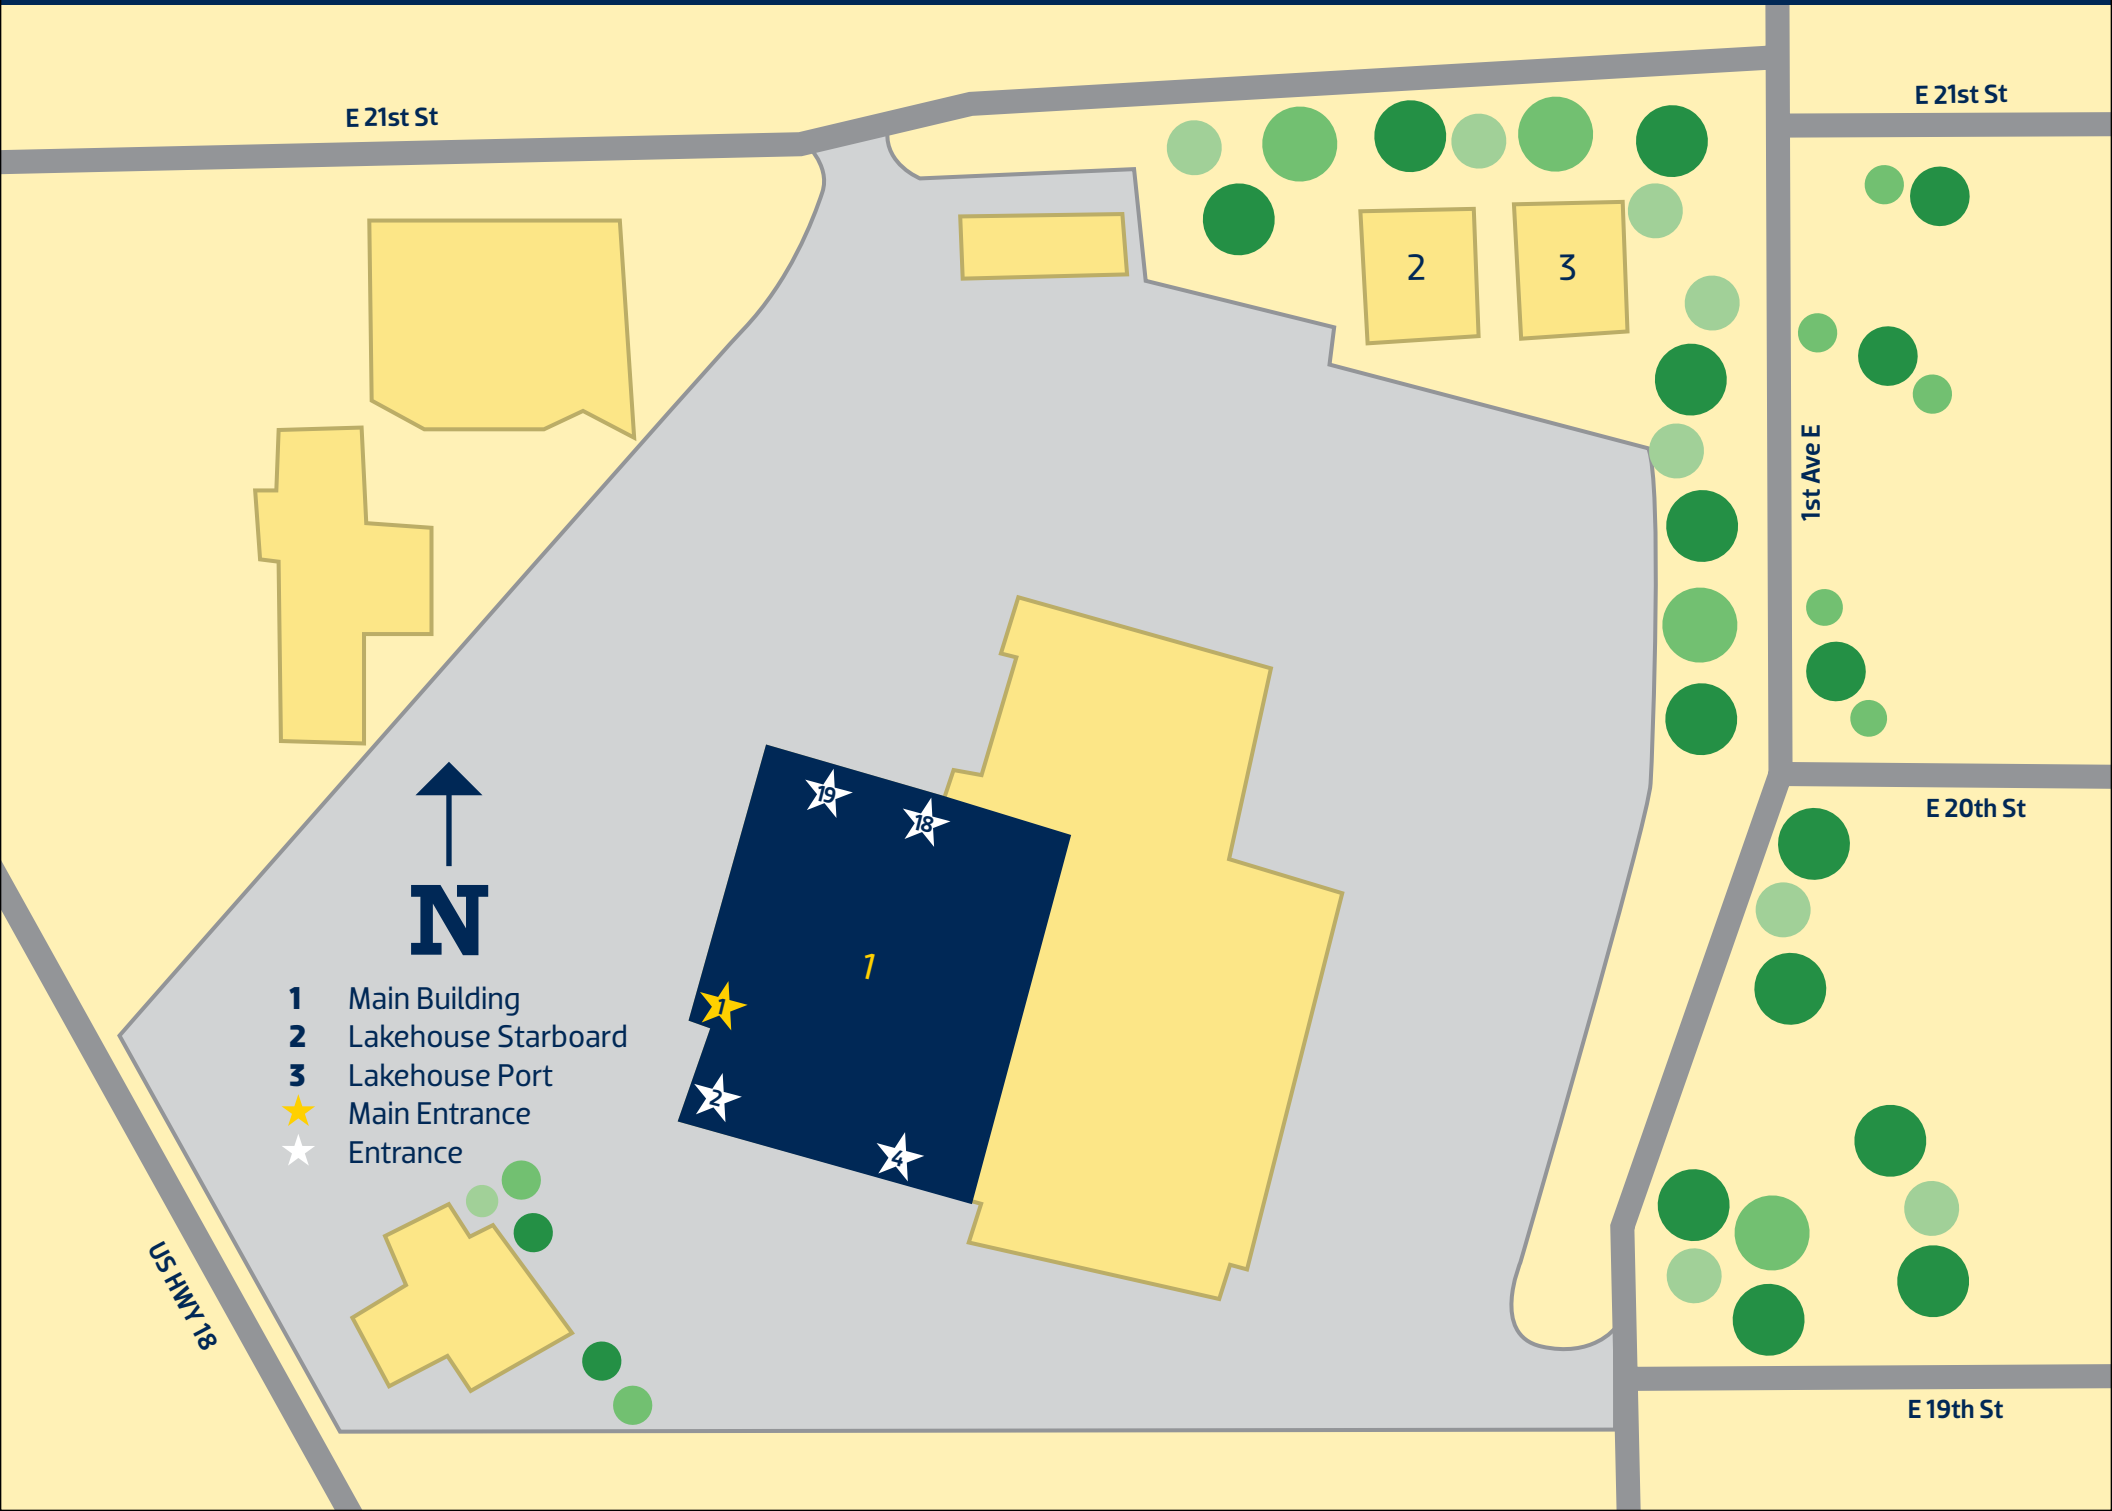 E 21st St
E 21st St
2
3
1st Ave E
19
18
E 20th St
N
1
1
2
4
1 Main Building
2 Lakehouse Starboard
3 Lakehouse Port
Main Entrance
Entrance
US HWY 18
E 19th St